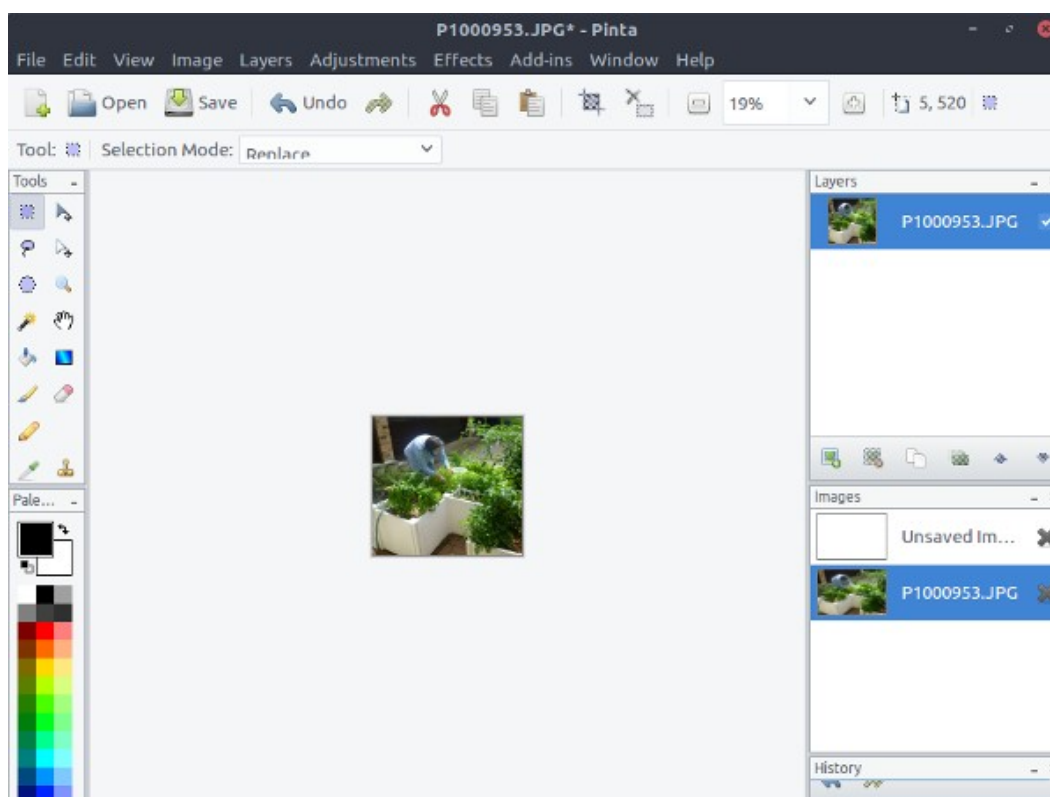 P1000953.JPG* - Pinta
File Edit View Image Layers Adjustments Effects Add-ins Window Help
Open Save Undo 19% 5, 520
Tool: Selection Mode: Replace
Tools
Layers
P1000953.JPG
Pale...
Images
Unsaved Im...
P1000953.JPG
History